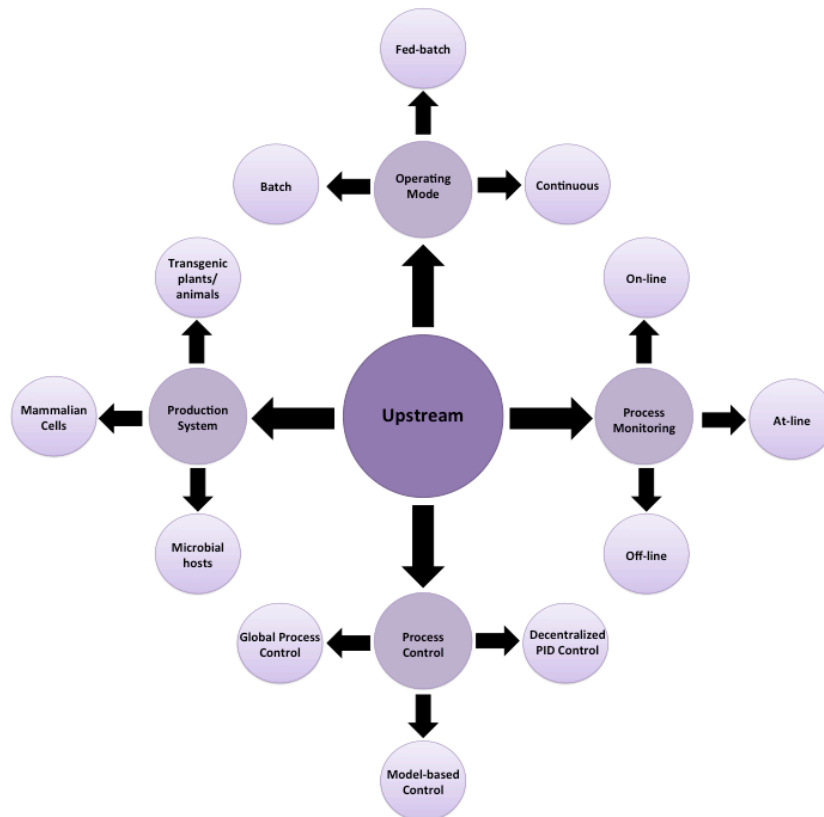 Fed-batch
Batch
Operating
Mode
Continuous
Transgenic
plants/
animals
On-line
Mammalian
Cells
Production
System
Upstream
Process
Monitoring
At-line
Microbial
hosts
Off-line
Global Process
Control
Process
Control
Decentralized
PID Control
Model-based
Control